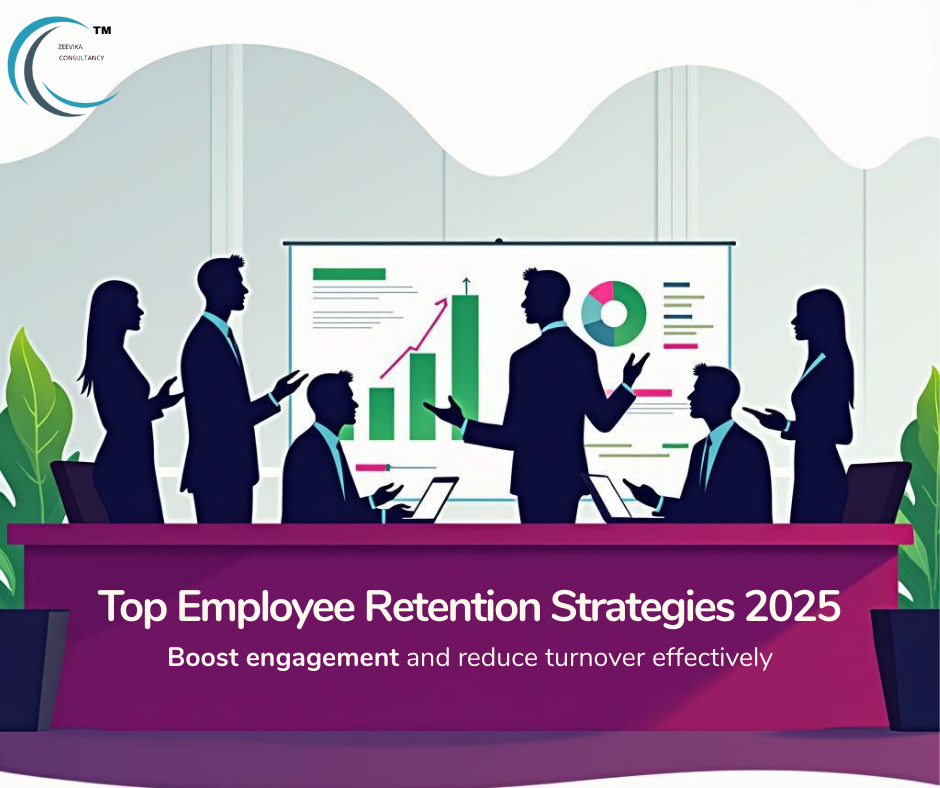 TM
ZEEVIKA
CONSULTANCY
Top Employee Retention Strategies 2025
Boost engagement and reduce turnover effectively